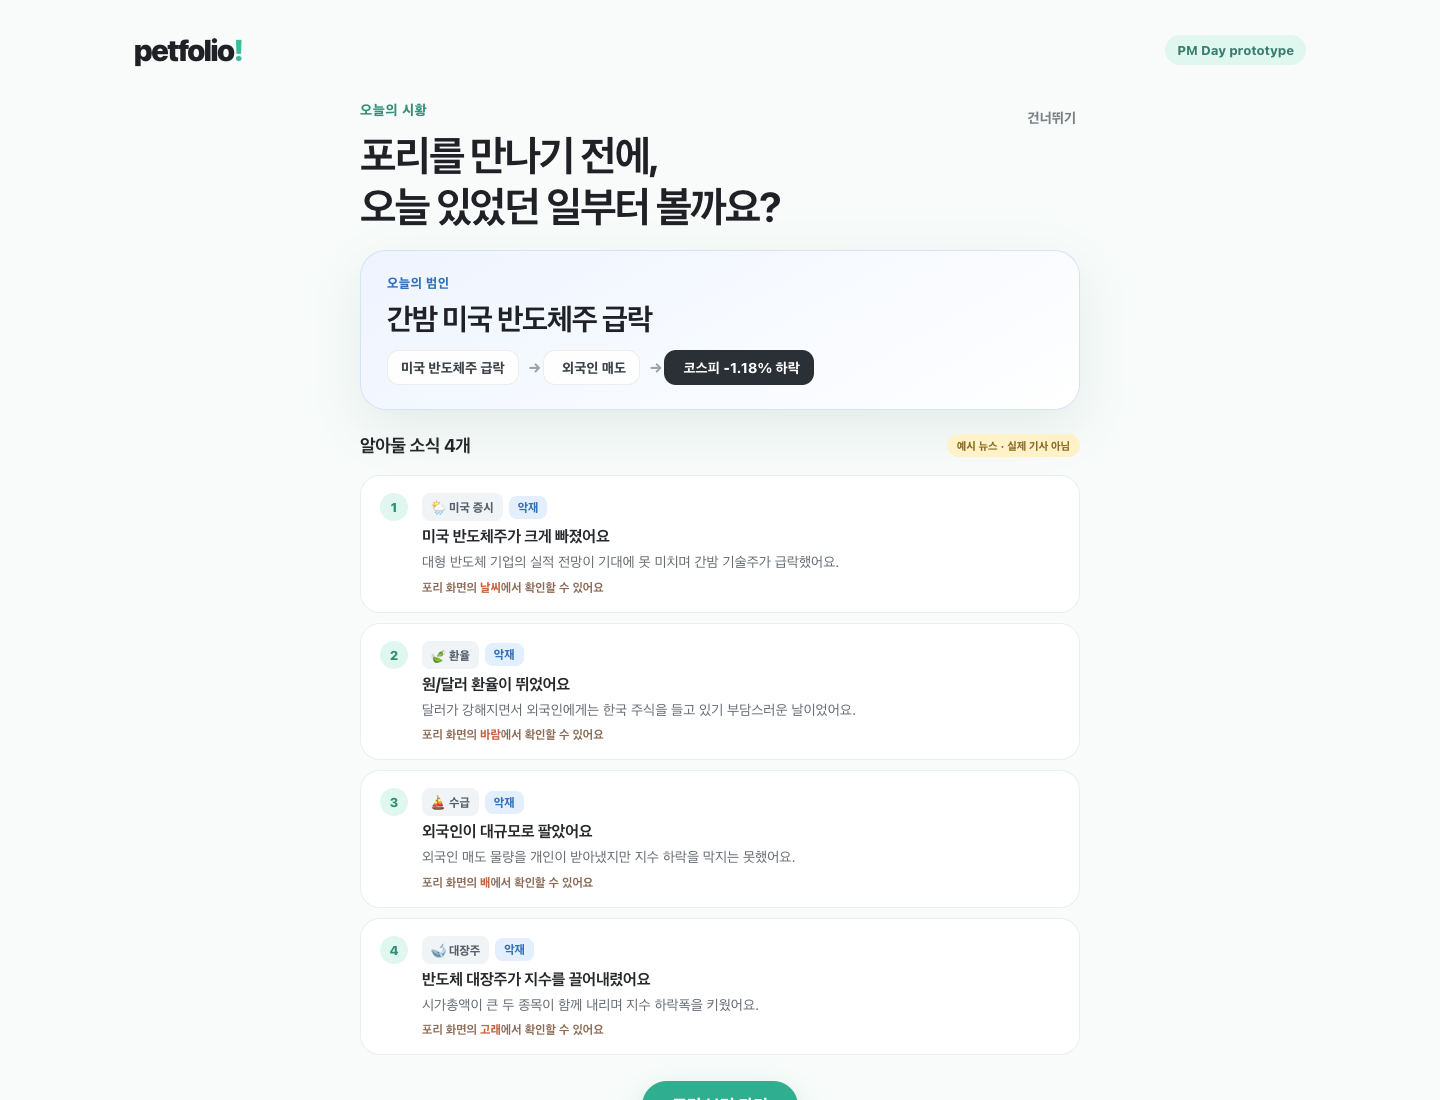 petfolio!
PM Day prototype
오늘의 시황
건너뛰기
포리를 만나기 전에,
오늘 있었던 일부터 볼까요?
오늘의 범인
간밤 미국 반도체주 급락
미국 반도체주 급락 → 외국인 매도 → 코스피 -1.18% 하락
알아둘 소식 4개
예시 뉴스 · 실제 기사 아님
1 미국 증시 악재
미국 반도체주가 크게 빠졌어요
대형 반도체 기업의 실적 전망이 기대에 못 미치며 간밤 기술주가 급락했어요.
포리 화면의 날씨에서 확인할 수 있어요
2 환율 악재
원/달러 환율이 뛰었어요
달러가 강해지면서 외국인에게는 한국 주식을 들고 있기 부담스러운 날이었어요.
포리 화면의 바람에서 확인할 수 있어요
3 수급 악재
외국인이 대규모로 팔았어요
외국인 매도 물량을 개인이 받아냈지만 지수 하락을 막지는 못했어요.
포리 화면의 배에서 확인할 수 있어요
4 대장주 악재
반도체 대장주가 지수를 끌어내렸어요
시가총액이 큰 두 종목이 함께 내리며 지수 하락폭을 키웠어요.
포리 화면의 고래에서 확인할 수 있어요